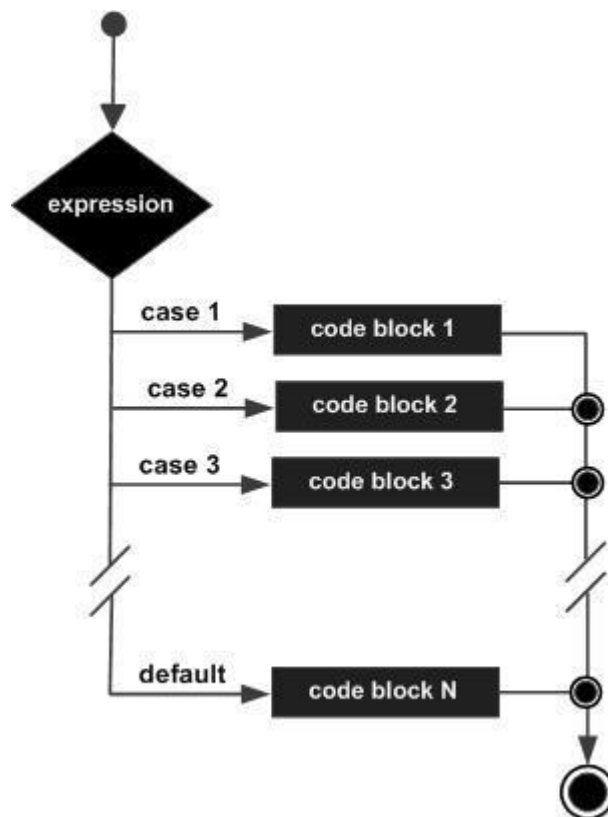 expression
case 1
code block 1
case 2
code block 2
case 3
code block 3
default
code block N